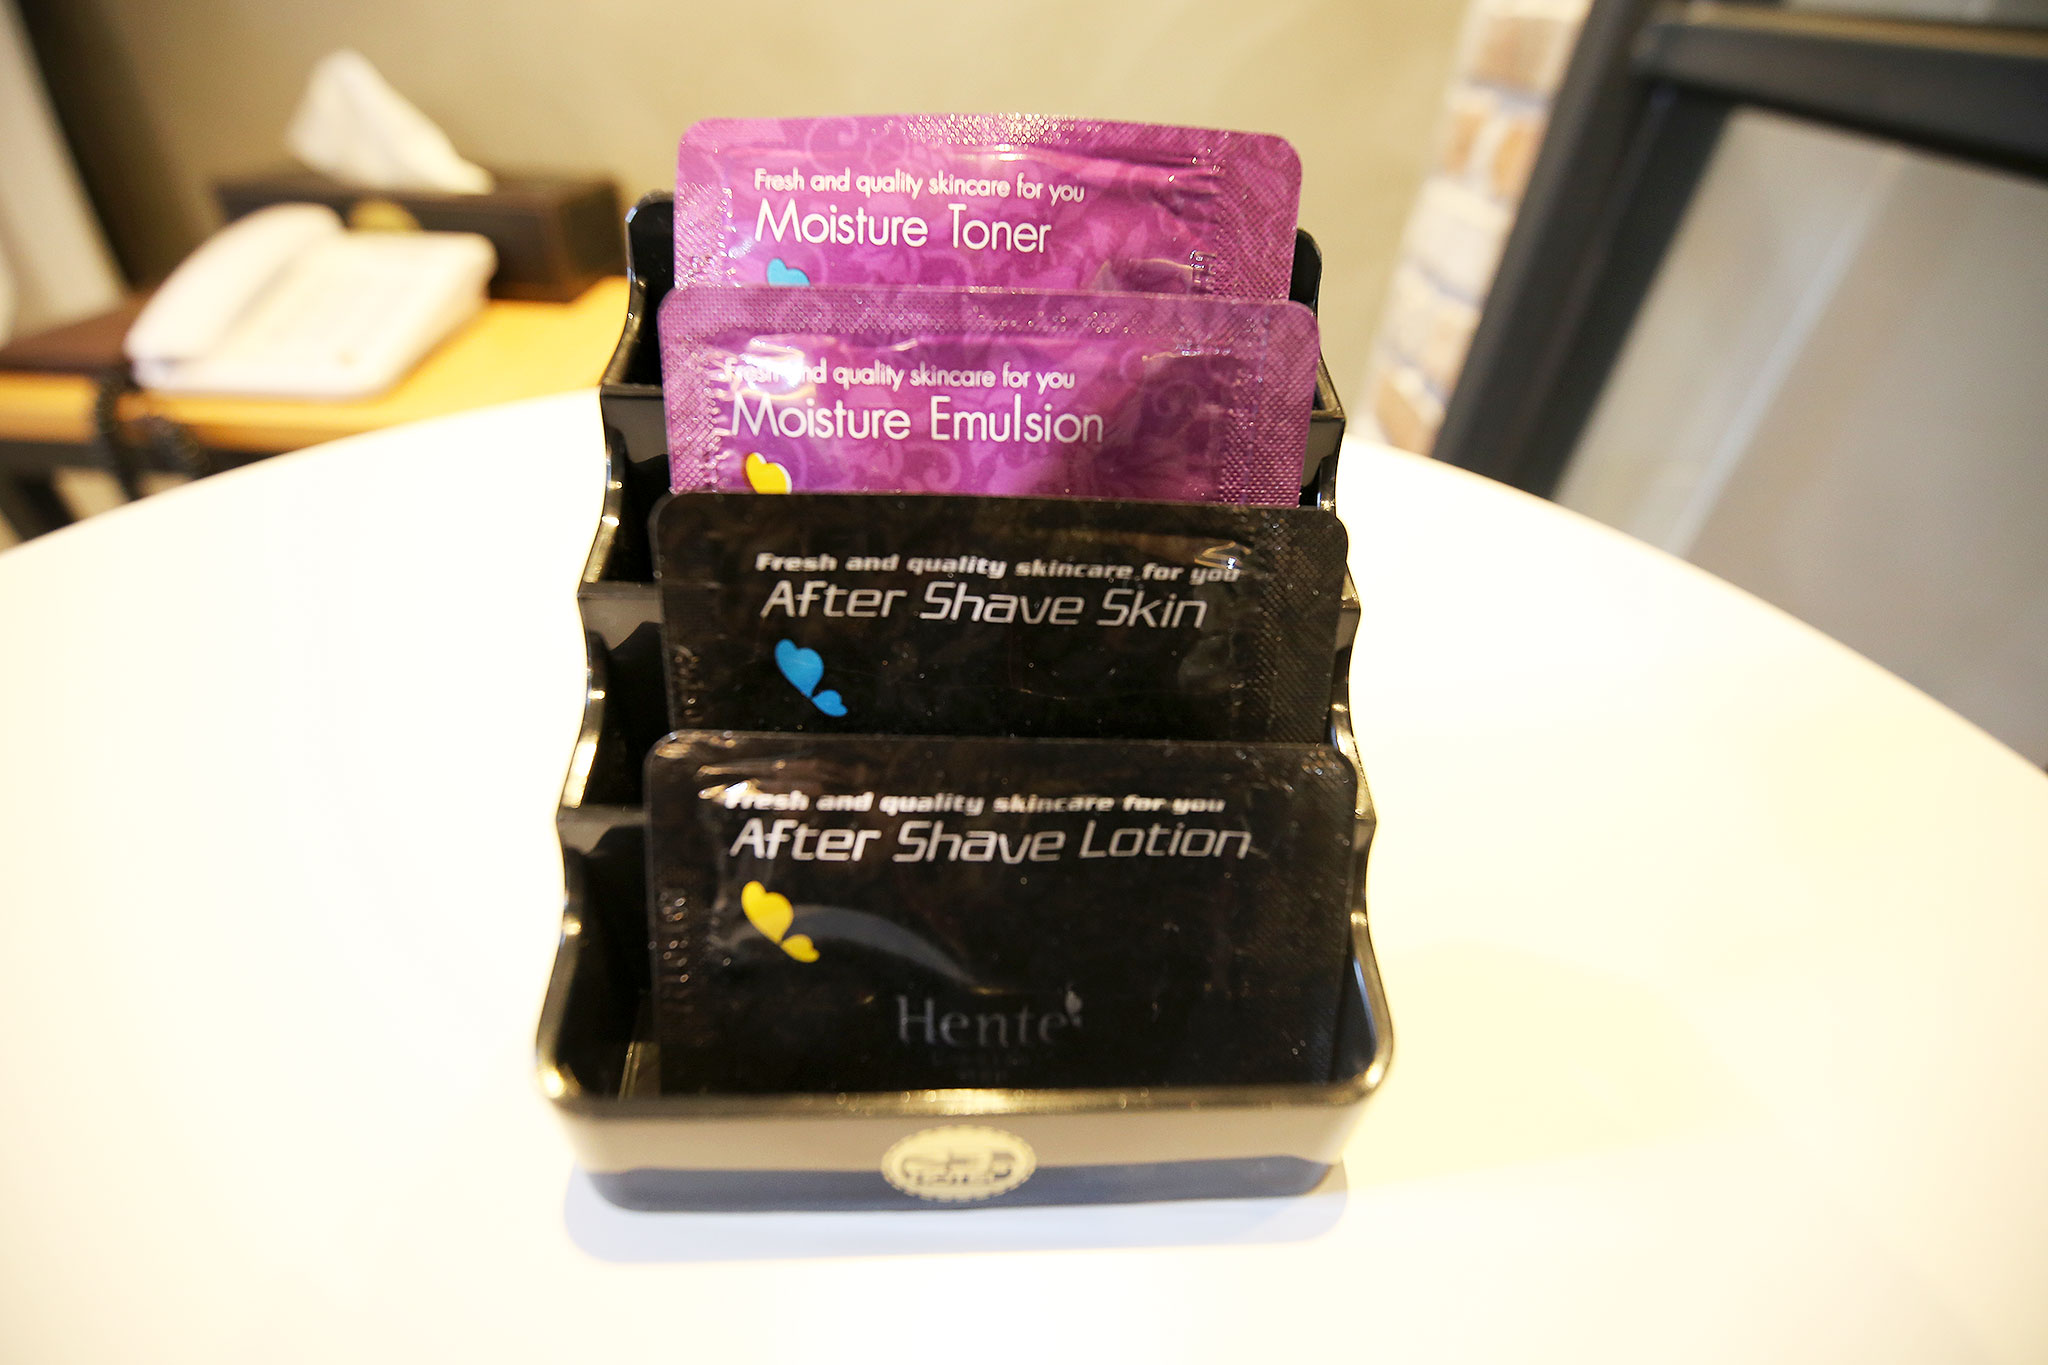 Fresh and quality skincare for you
Moisture Toner
Fresh and quality skincare for you
Moisture Emulsion
Fresh and quality skincare for you
After Shave Skin
Fresh and quality skincare for you
After Shave Lotion
Hente